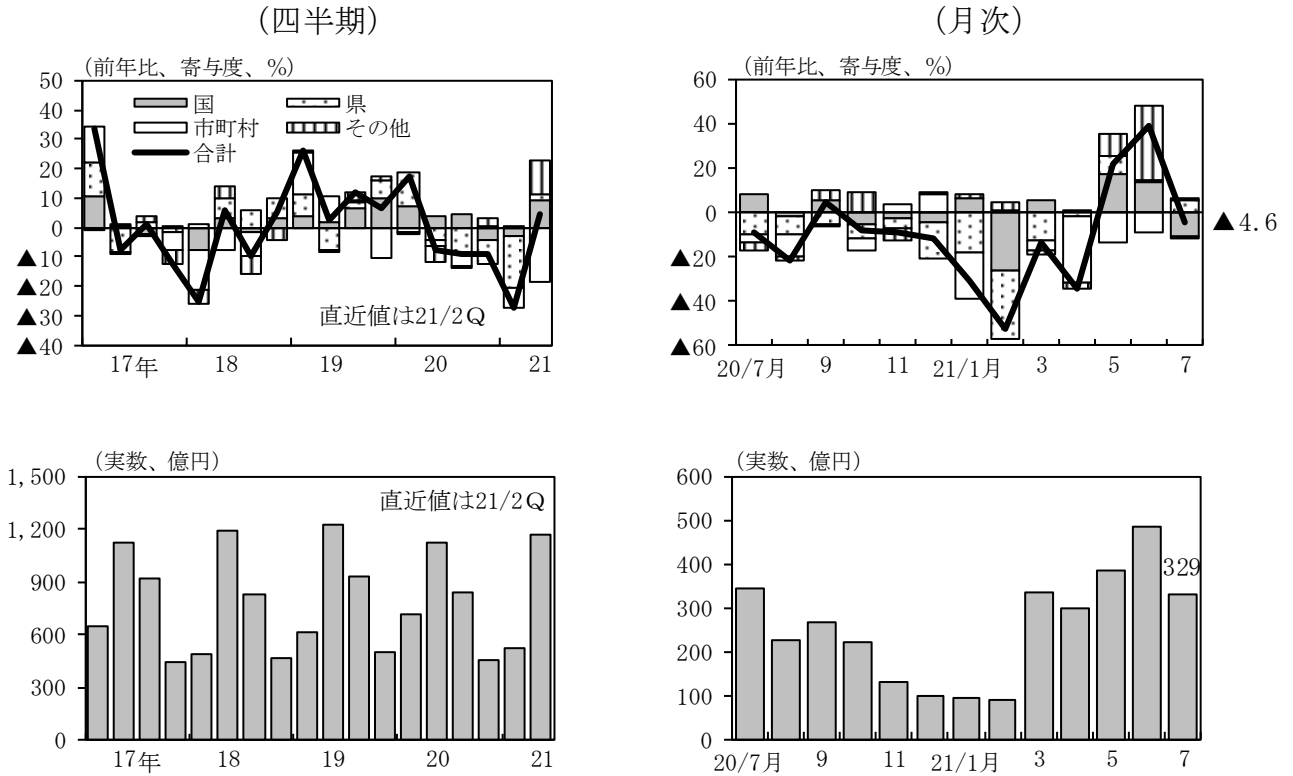 （四半期）
（前年比、寄与度、％）
50
40
30
20
10
0
▲10
▲20
▲30
▲40
国
県
市町村
その他
合計
直近値は21/2Ｑ
17年
18
19
20
21
（月次）
（前年比、寄与度、％）
60
40
20
0
▲20
▲40
▲60
▲4.6
20/7月
9
11
21/1月
3
5
7
（実数、億円）
1,500
1,200
900
600
300
0
直近値は21/2Ｑ
17年
18
19
20
21
（実数、億円）
600
500
400
300
200
100
0
329
20/7月
9
11
21/1月
3
5
7